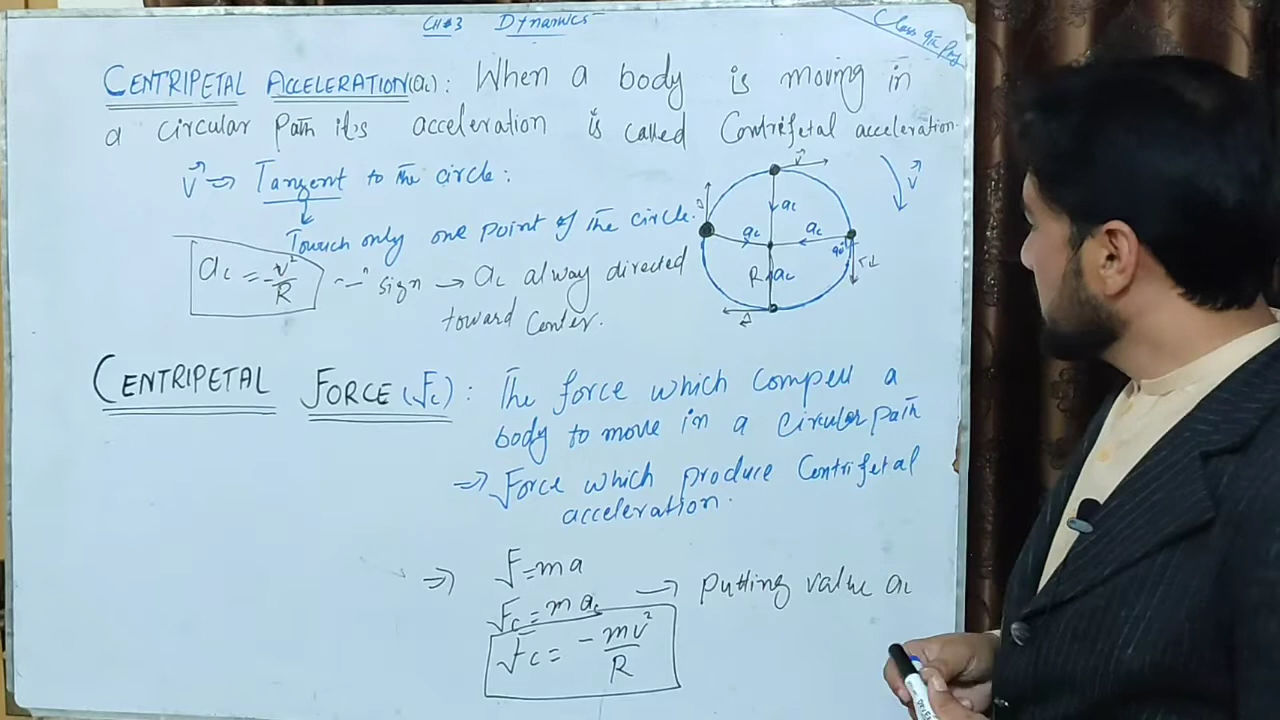 CH#3 Dynamics
Class 9th Phy
CENTRIPETAL ACCELERATION(ac): When a body is moving in
a circular Path it's acceleration is called Centripetal acceleration.
V⃗ ⇒ Tangent to the circle:
↓
Touch only one point of the circle.
ac = -v²/R "-" sign → ac alway directed
toward Center.
V⃗
ac
ac
ac
90°
R
ac
V⃗
V⃗
CENTRIPETAL FORCE (Fc): The force which compell a
body to move in a circular path
⇒ Force which produce Centripetal
acceleration.
⇒ F=ma
Fc = m ac → putting value ac
Fc = -mv²/R